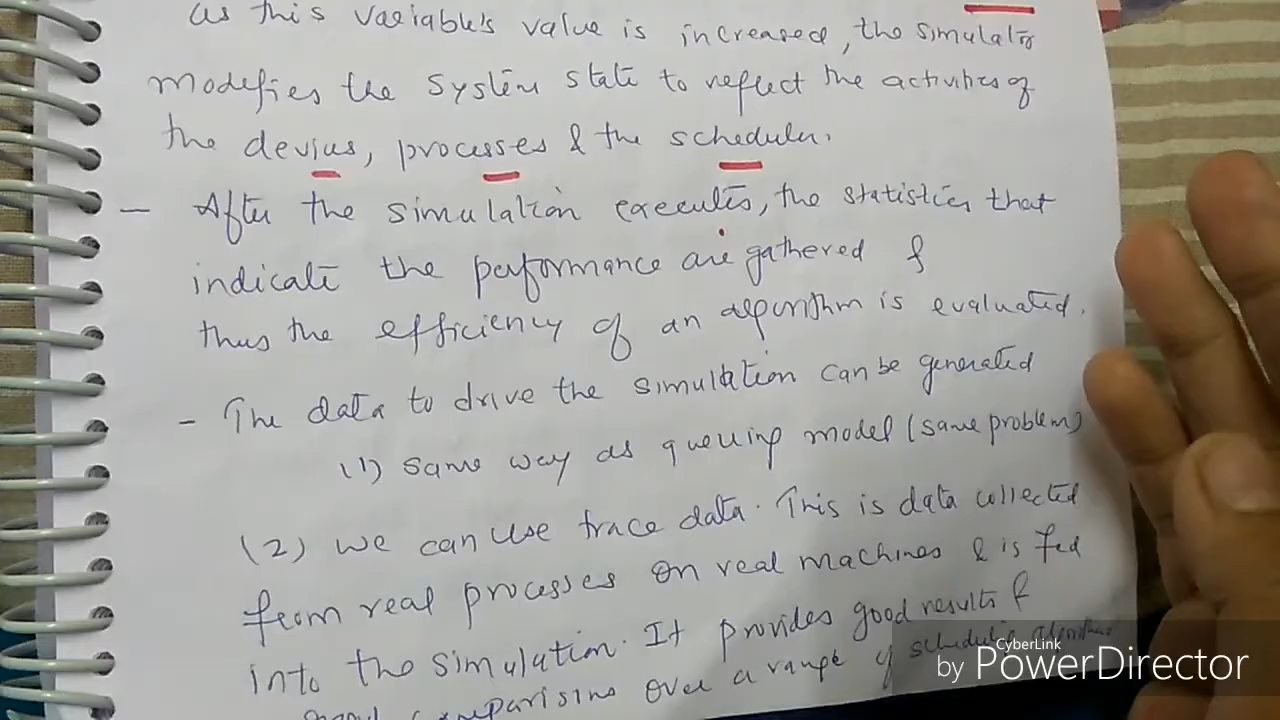 as this variable's value is increased, the simulator
modifies the system state to reflect the activities of
the devices, processes & the scheduler.
- After the simulation executes, the statistics that
indicate the performance are gathered &
thus the efficiency of an algorithm is evaluated.
- The data to drive the simulation can be generated
(1) same way as queuing model (same problem)
(2) we can use trace data. This is data collected
from real processes on real machines & is fed
into the simulation. It provides good results &
comparisons over a range of scheduling algorithms
CyberLink
by PowerDirector